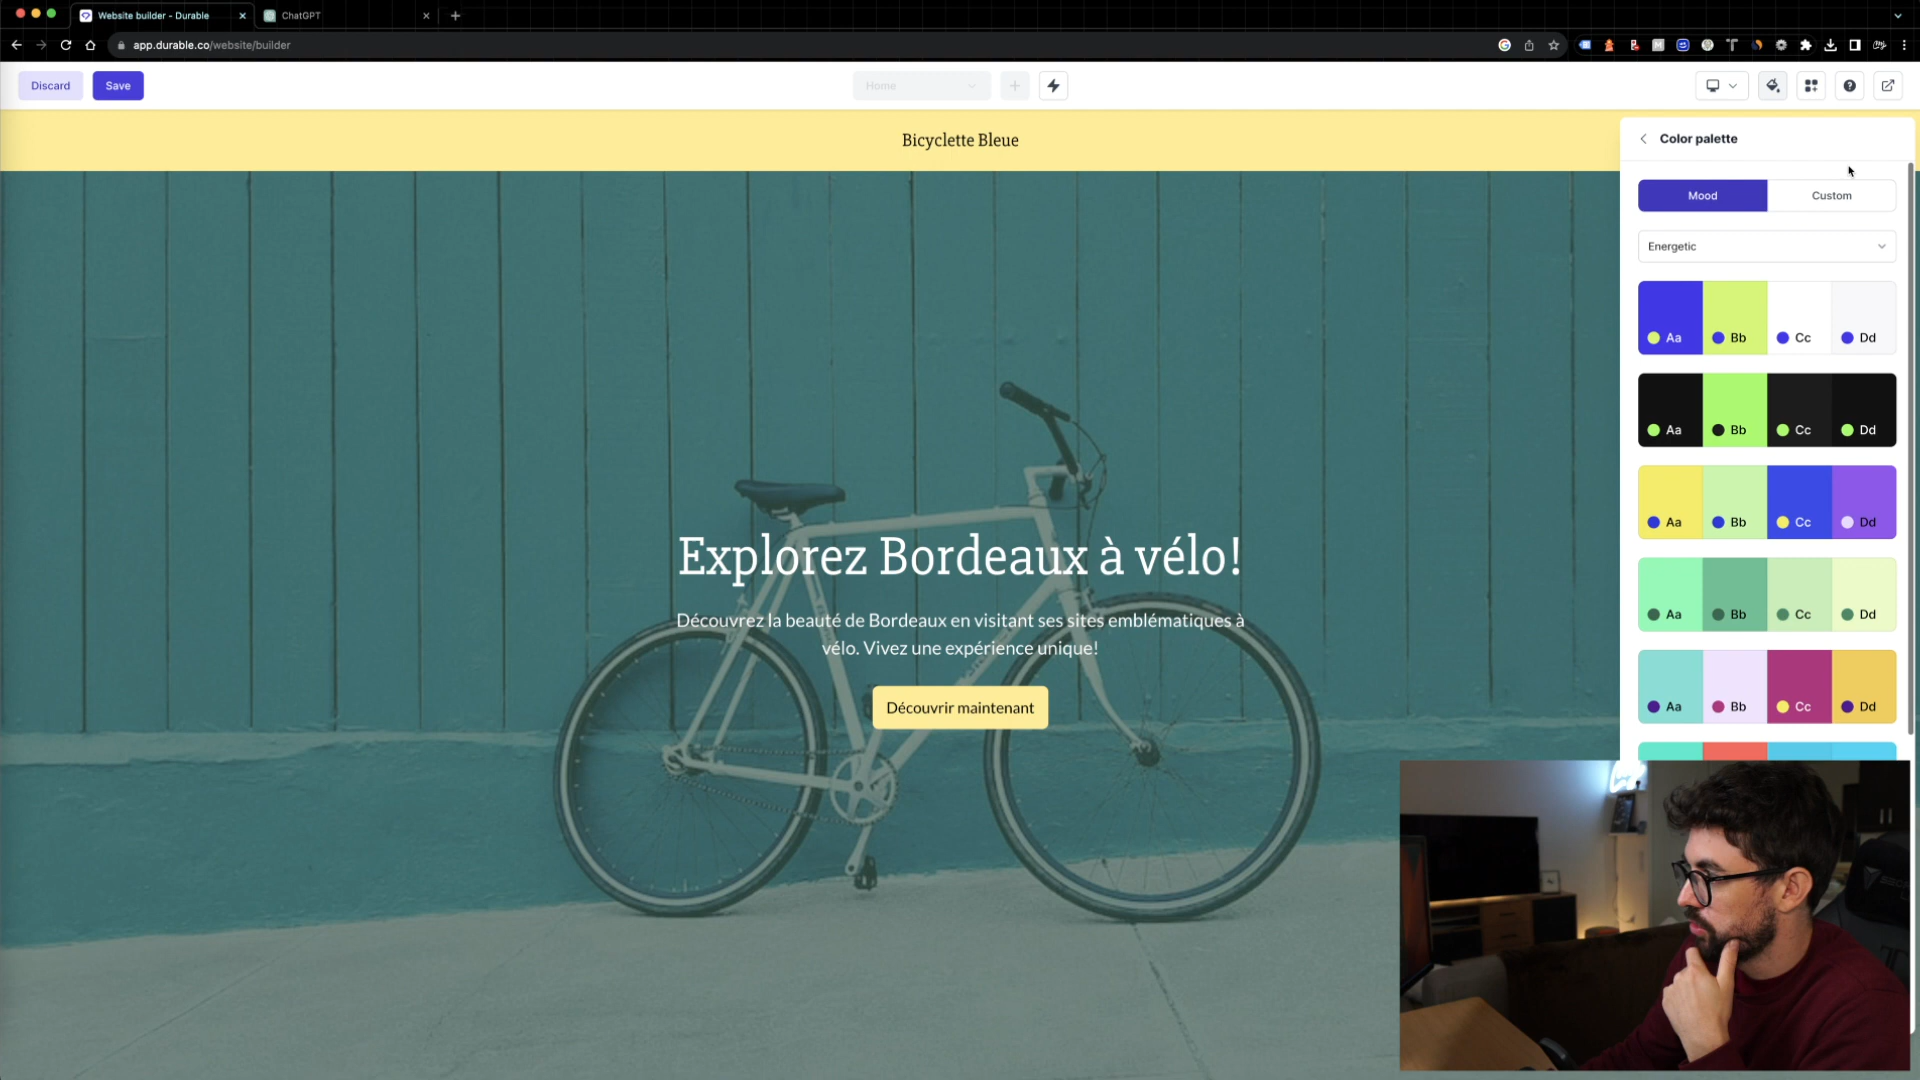 Website builder - Durable
ChatGPT
app.durable.co/website/builder
Discard
Save
Home
Bicyclette Bleue
Color palette
Mood
Custom
Energetic
Aa Bb Cc Dd
Aa Bb Cc Dd
Aa Bb Cc Dd
Aa Bb Cc Dd
Aa Bb Cc Dd
Explorez Bordeaux à vélo!
Découvrez la beauté de Bordeaux en visitant ses sites emblématiques à
vélo. Vivez une expérience unique!
Découvrir maintenant